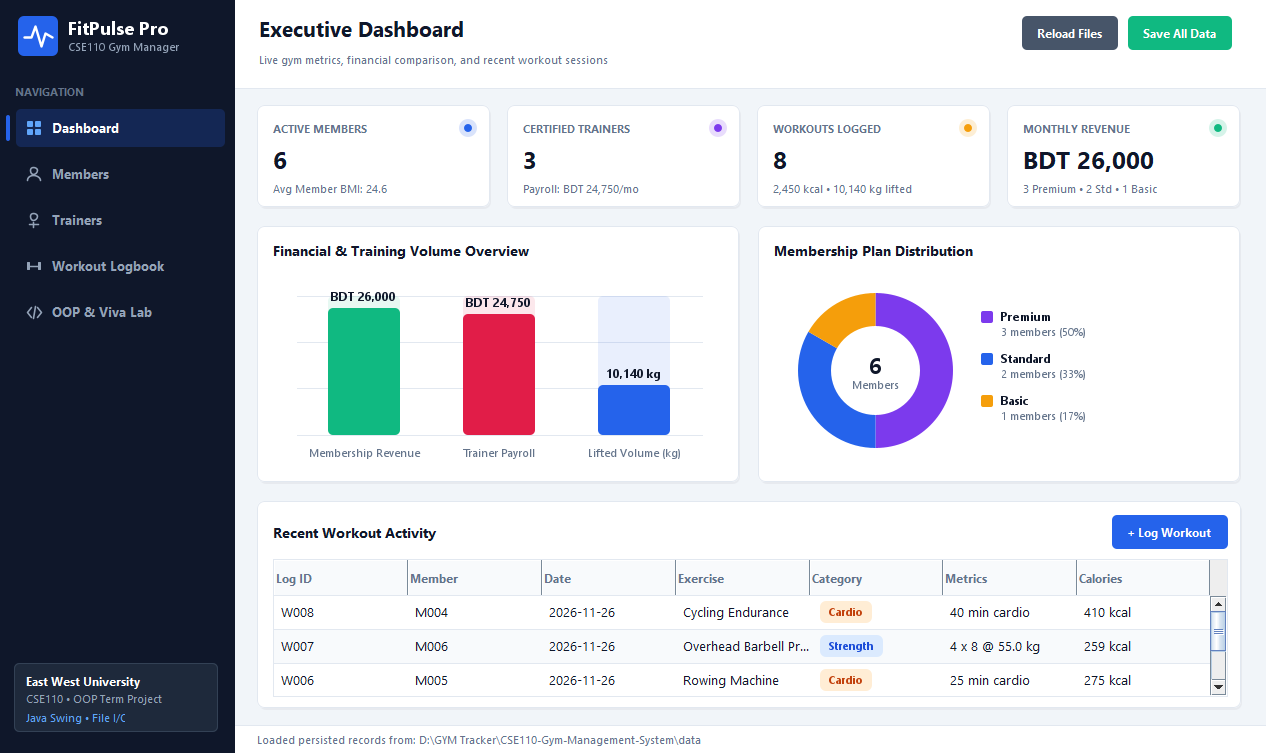 FitPulse Pro
CSE110 Gym Manager
NAVIGATION
Dashboard
Members
Trainers
Workout Logbook
OOP & Viva Lab
East West University
CSE110 • OOP Term Project
Java Swing • File I/C
Executive Dashboard
Live gym metrics, financial comparison, and recent workout sessions
Reload Files
Save All Data
ACTIVE MEMBERS
6
Avg Member BMI: 24.6
CERTIFIED TRAINERS
3
Payroll: BDT 24,750/mo
WORKOUTS LOGGED
8
2,450 kcal • 10,140 kg lifted
MONTHLY REVENUE
BDT 26,000
3 Premium • 2 Std • 1 Basic
Financial & Training Volume Overview
BDT 26,000
BDT 24,750
10,140 kg
Membership Revenue
Trainer Payroll
Lifted Volume (kg)
Membership Plan Distribution
6
Members
Premium
3 members (50%)
Standard
2 members (33%)
Basic
1 members (17%)
Recent Workout Activity
+ Log Workout
Log ID Member Date Exercise Category Metrics Calories
W008 M004 2026-11-26 Cycling Endurance Cardio 40 min cardio 410 kcal
W007 M006 2026-11-26 Overhead Barbell Pr... Strength 4 x 8 @ 55.0 kg 259 kcal
W006 M005 2026-11-26 Rowing Machine Cardio 25 min cardio 275 kcal
Loaded persisted records from: D:\GYM Tracker\CSE110-Gym-Management-System\data